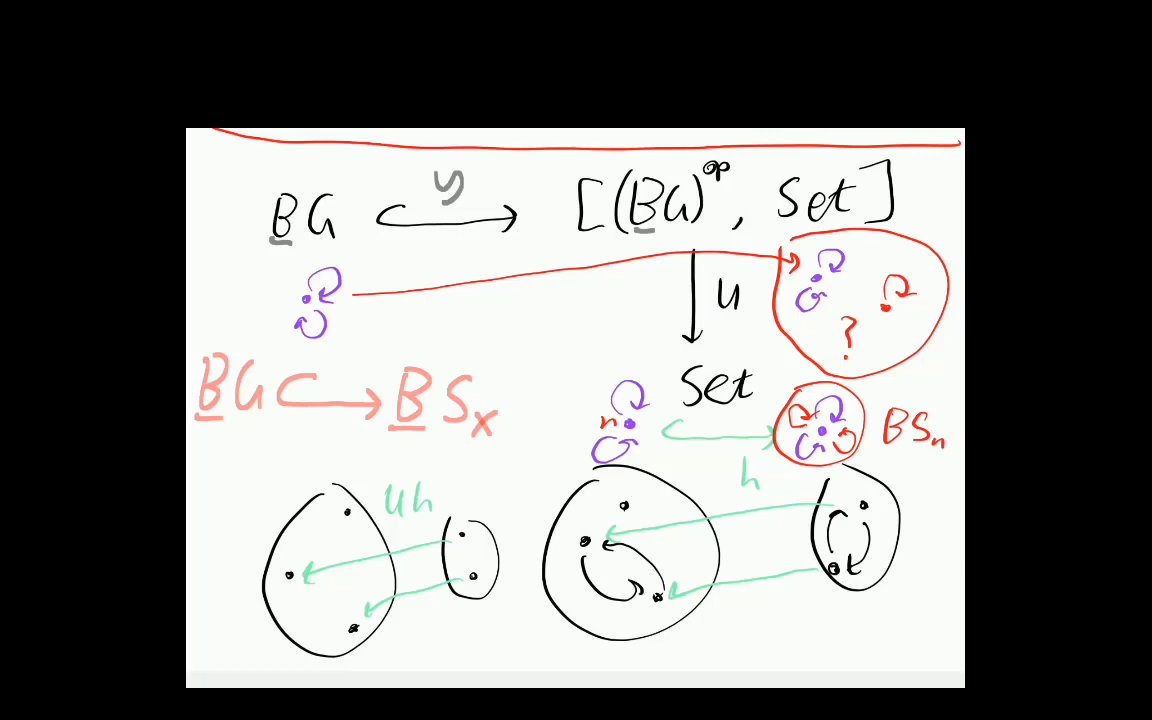 y
BG [(BG)^op, Set]
U
?
BG BS_x Set
n BS_n
h
Uh